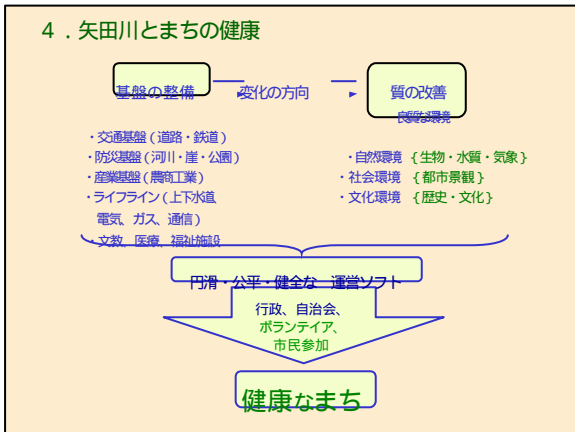 ４．矢田川とまちの健康
基盤の整備
変化の方向
質の改善
良質な環境
・交通基盤(道路・鉄道)
・防災基盤(河川・崖・公園)
・産業基盤(農商工業)
・ライフライン(上下水道、
電気、ガス、通信)
・文教、医療、福祉施設
・自然環境 {生物・水質・気象}
・社会環境 {都市景観}
・文化環境 {歴史・文化}
円滑・公平・健全な 運営ソフト
行政、自治会、
ボランテイア、
市民参加
健康なまち